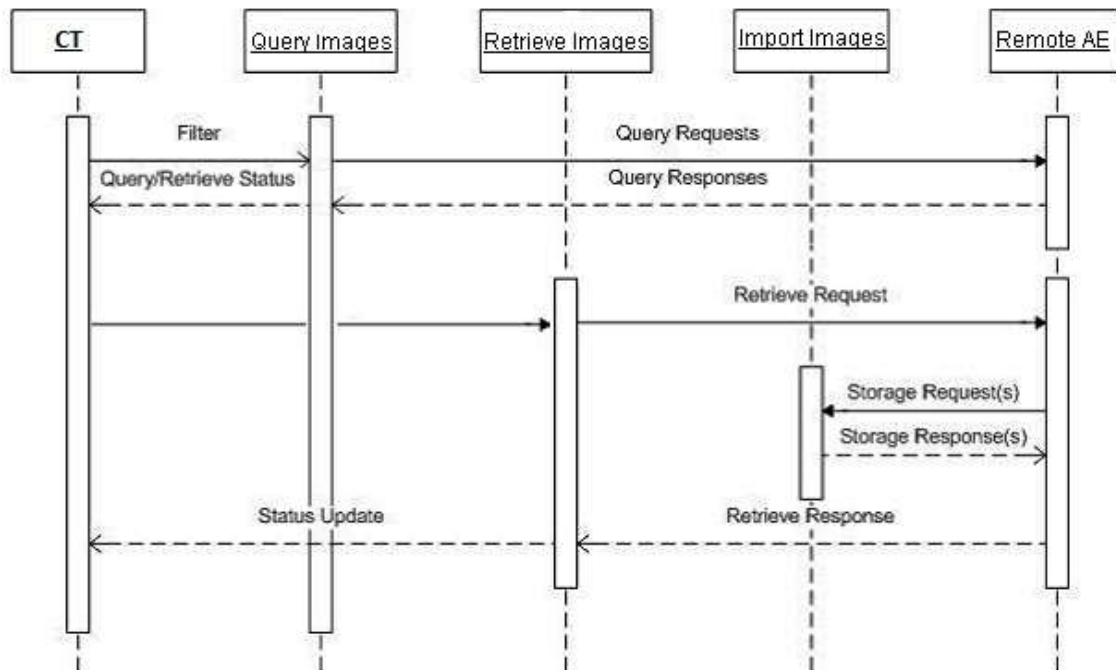 CT
Query Images
Retrieve Images
Import Images
Remote AE
Filter
Query Requests
Query/Retrieve Status
Query Responses
Retrieve Request
Storage Request(s)
Storage Response(s)
Status Update
Retrieve Response